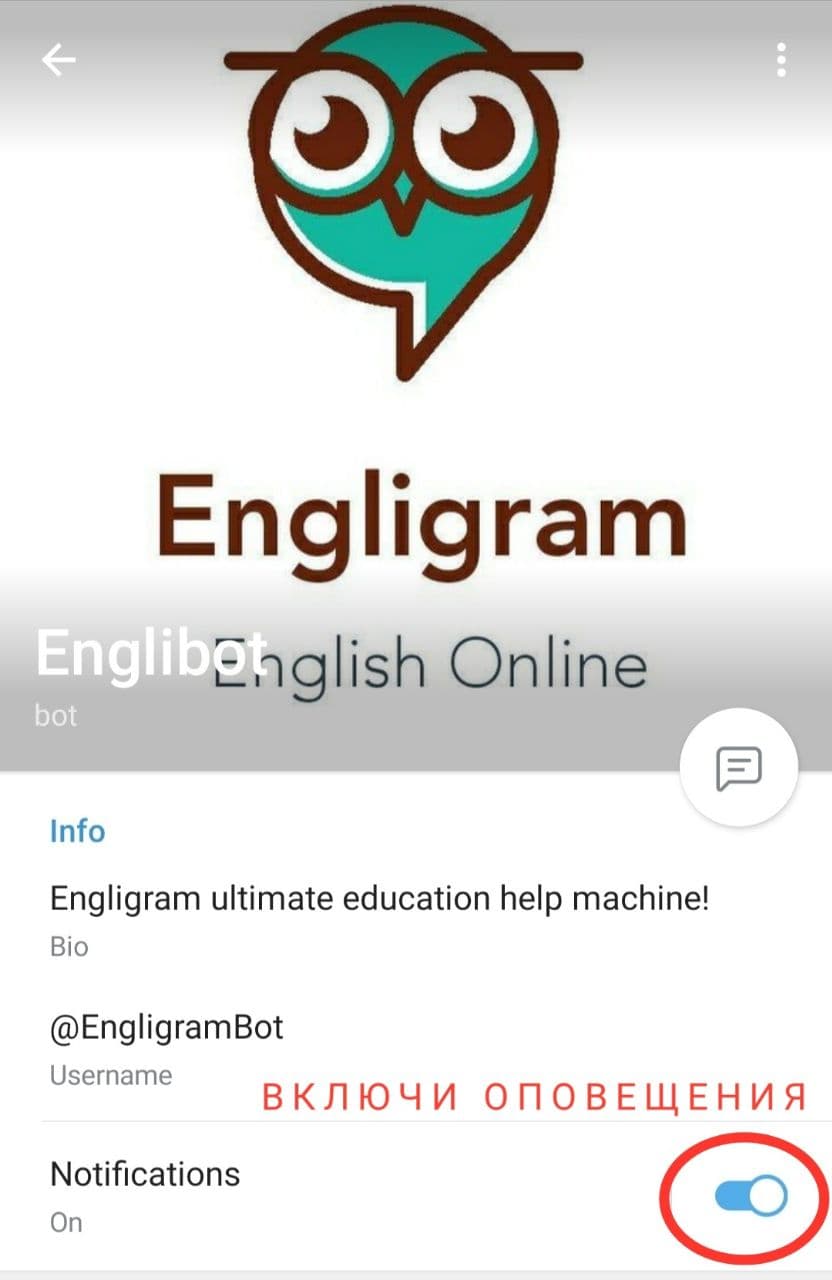 Engligram
English Online
Englibot
bot
Info
Engligram ultimate education help machine!
Bio
@EngligramBot
Username
ВКЛЮЧИ ОПОВЕЩЕНИЯ
Notifications
On